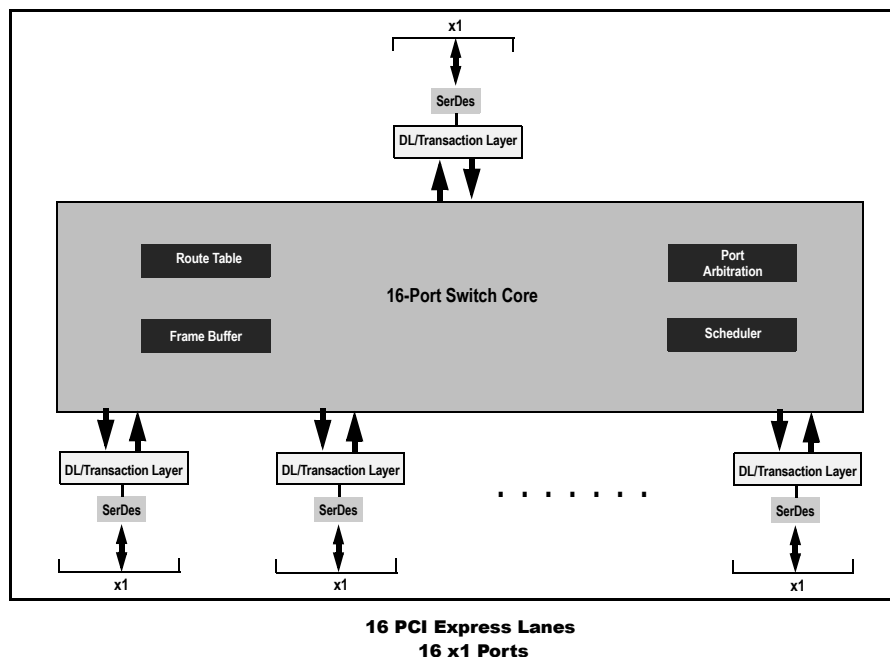 x1
SerDes
DL/Transaction Layer
Route Table
Port
Arbitration
16-Port Switch Core
Frame Buffer
Scheduler
DL/Transaction Layer
DL/Transaction Layer
DL/Transaction Layer
. . . . . . .
SerDes
SerDes
SerDes
x1
x1
x1
16 PCI Express Lanes
16 x1 Ports